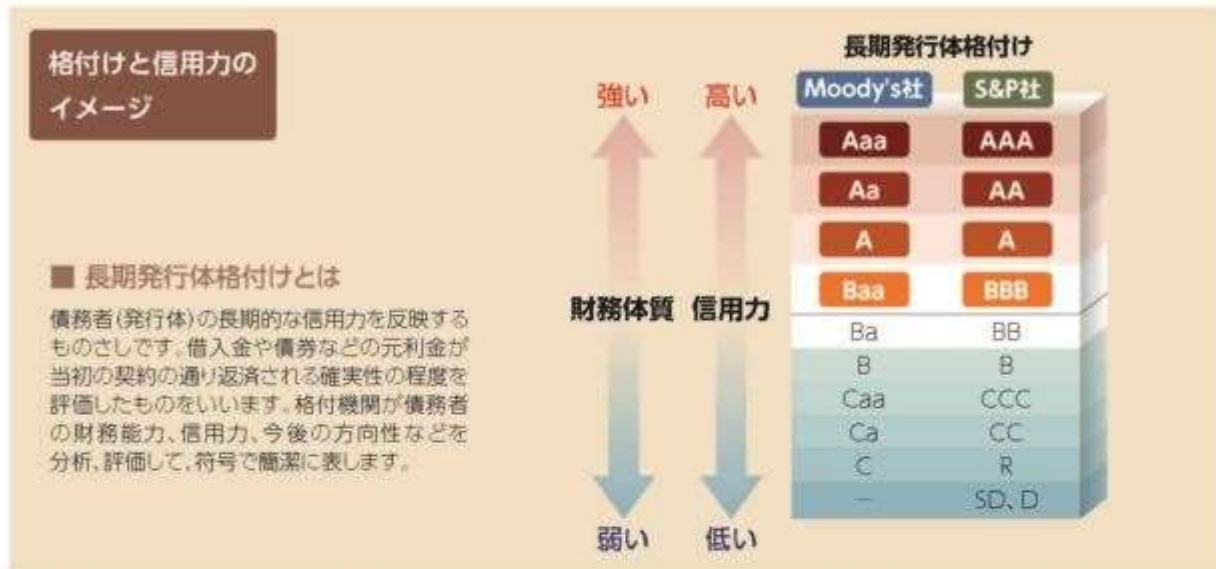 格付けと信用力の
イメージ
■ 長期発行体格付けとは
債務者(発行体)の長期的な信用力を反映する
ものさしです。借入金や債券などの元利金が
当初の契約の通り返済される確実性の程度を
評価したものをいいます。格付機関が債務者
の財務能力、信用力、今後の方向性などを
分析、評価して、符号で簡潔に表します。
強い 高い
財務体質 信用力
弱い 低い
長期発行体格付け
Moody's社 S&P社
Aaa AAA
Aa AA
A A
Baa BBB
Ba BB
B B
Caa CCC
Ca CC
C R
― SD、D